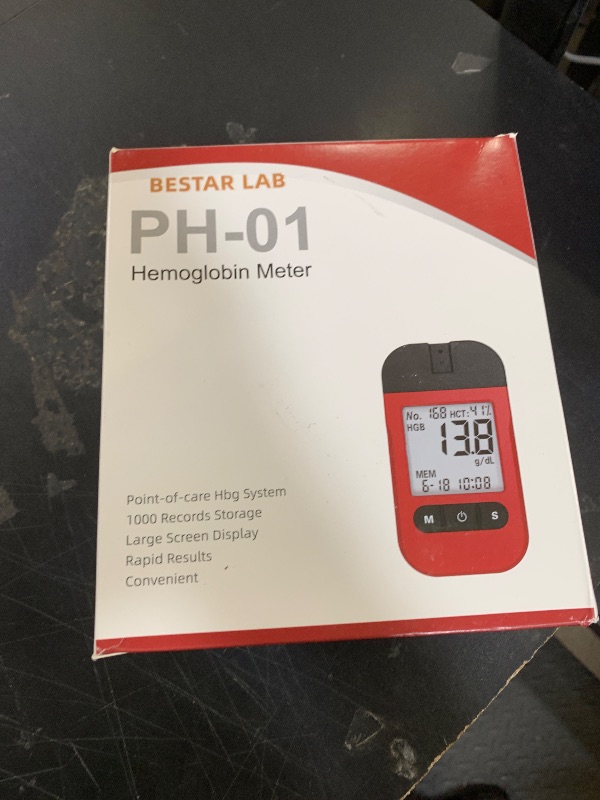 BESTAR LAB
PH-01
Hemoglobin Meter
No. 168 HCT: 41%
HGB
13.8
g/dL
MEM
6-18 10:08
M S
Point-of-care Hbg System
1000 Records Storage
Large Screen Display
Rapid Results
Convenient